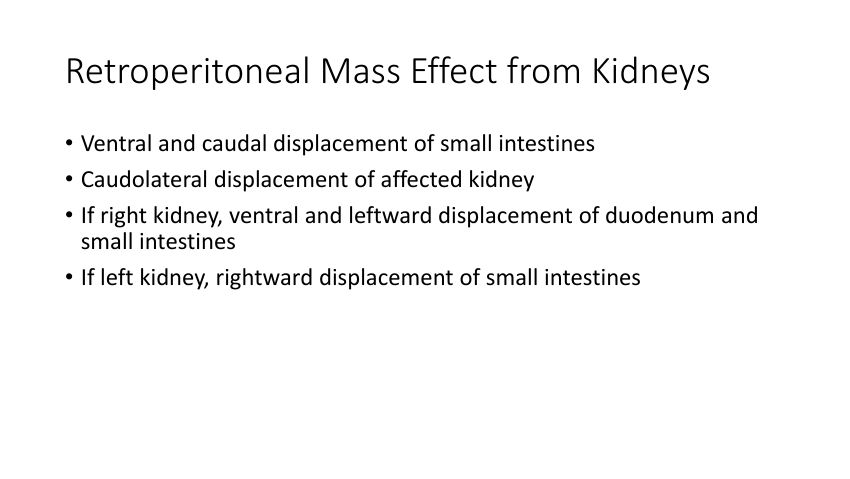 Retroperitoneal Mass Effect from Kidneys
• Ventral and caudal displacement of small intestines
• Caudolateral displacement of affected kidney
• If right kidney, ventral and leftward displacement of duodenum and
small intestines
• If left kidney, rightward displacement of small intestines